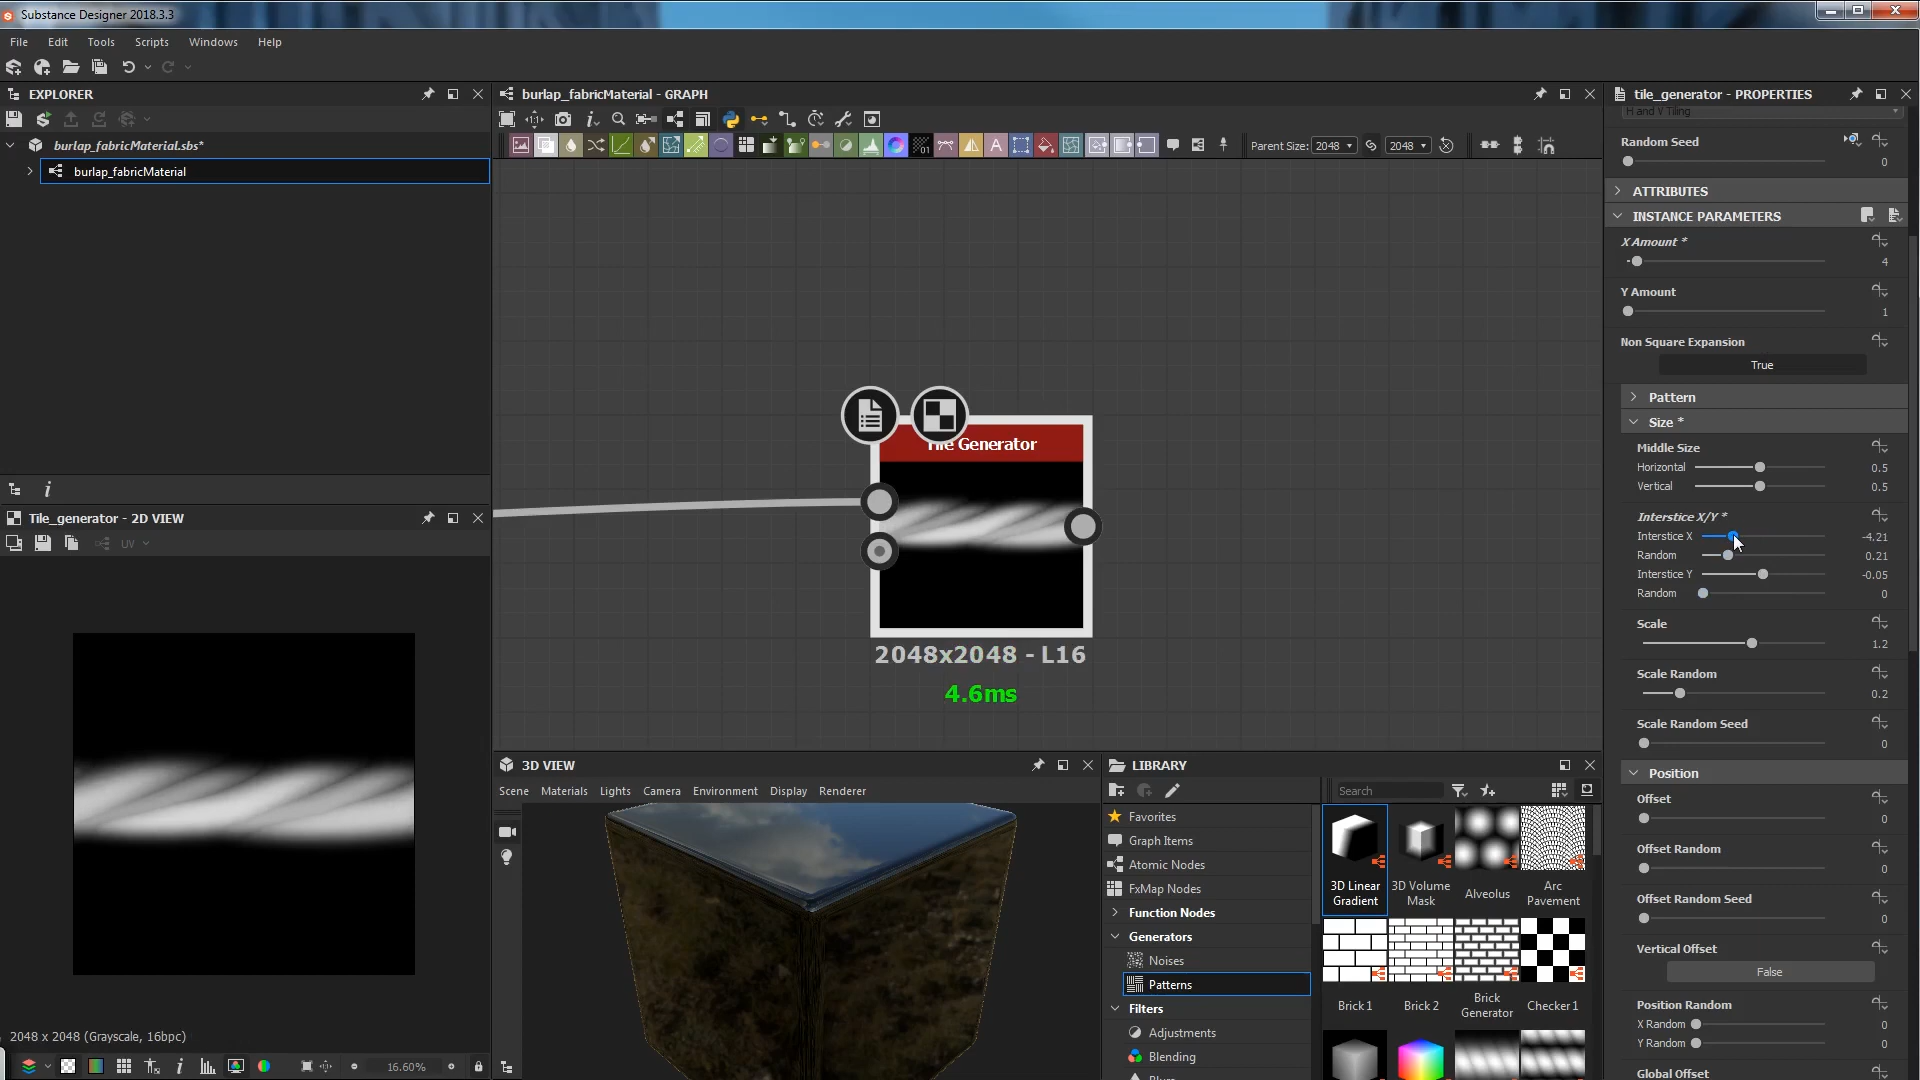 Substance Designer 2018.3.3
File Edit Tools Scripts Windows Help
EXPLORER
burlap_fabricMaterial.sbs*
burlap_fabricMaterial
Tile_generator - 2D VIEW
UV
2048 x 2048 (Grayscale, 16bpc)
16.60%
burlap_fabricMaterial - GRAPH
Parent Size: 2048 2048
Tile Generator
2048x2048 - L16
4.6ms
3D VIEW
Scene Materials Lights Camera Environment Display Renderer
LIBRARY
Search
Favorites
Graph Items
Atomic Nodes
FxMap Nodes
Function Nodes
Generators
Noises
Patterns
Filters
Adjustments
Blending
3D Linear Gradient
3D Volume Mask
Alveolus
Arc Pavement
Brick 1
Brick 2
Brick Generator
Checker 1
tile_generator - PROPERTIES
H and V Tiling
Random Seed
0
ATTRIBUTES
INSTANCE PARAMETERS
X Amount *
4
Y Amount
1
Non Square Expansion
True
Pattern
Size *
Middle Size
Horizontal 0.5
Vertical 0.5
Interstice X/Y *
Interstice X -4.21
Random 0.21
Interstice Y -0.05
Random 0
Scale
1.2
Scale Random
0.2
Scale Random Seed
0
Position
Offset
0
Offset Random
0
Offset Random Seed
0
Vertical Offset
False
Position Random
X Random 0
Y Random 0
Global Offset